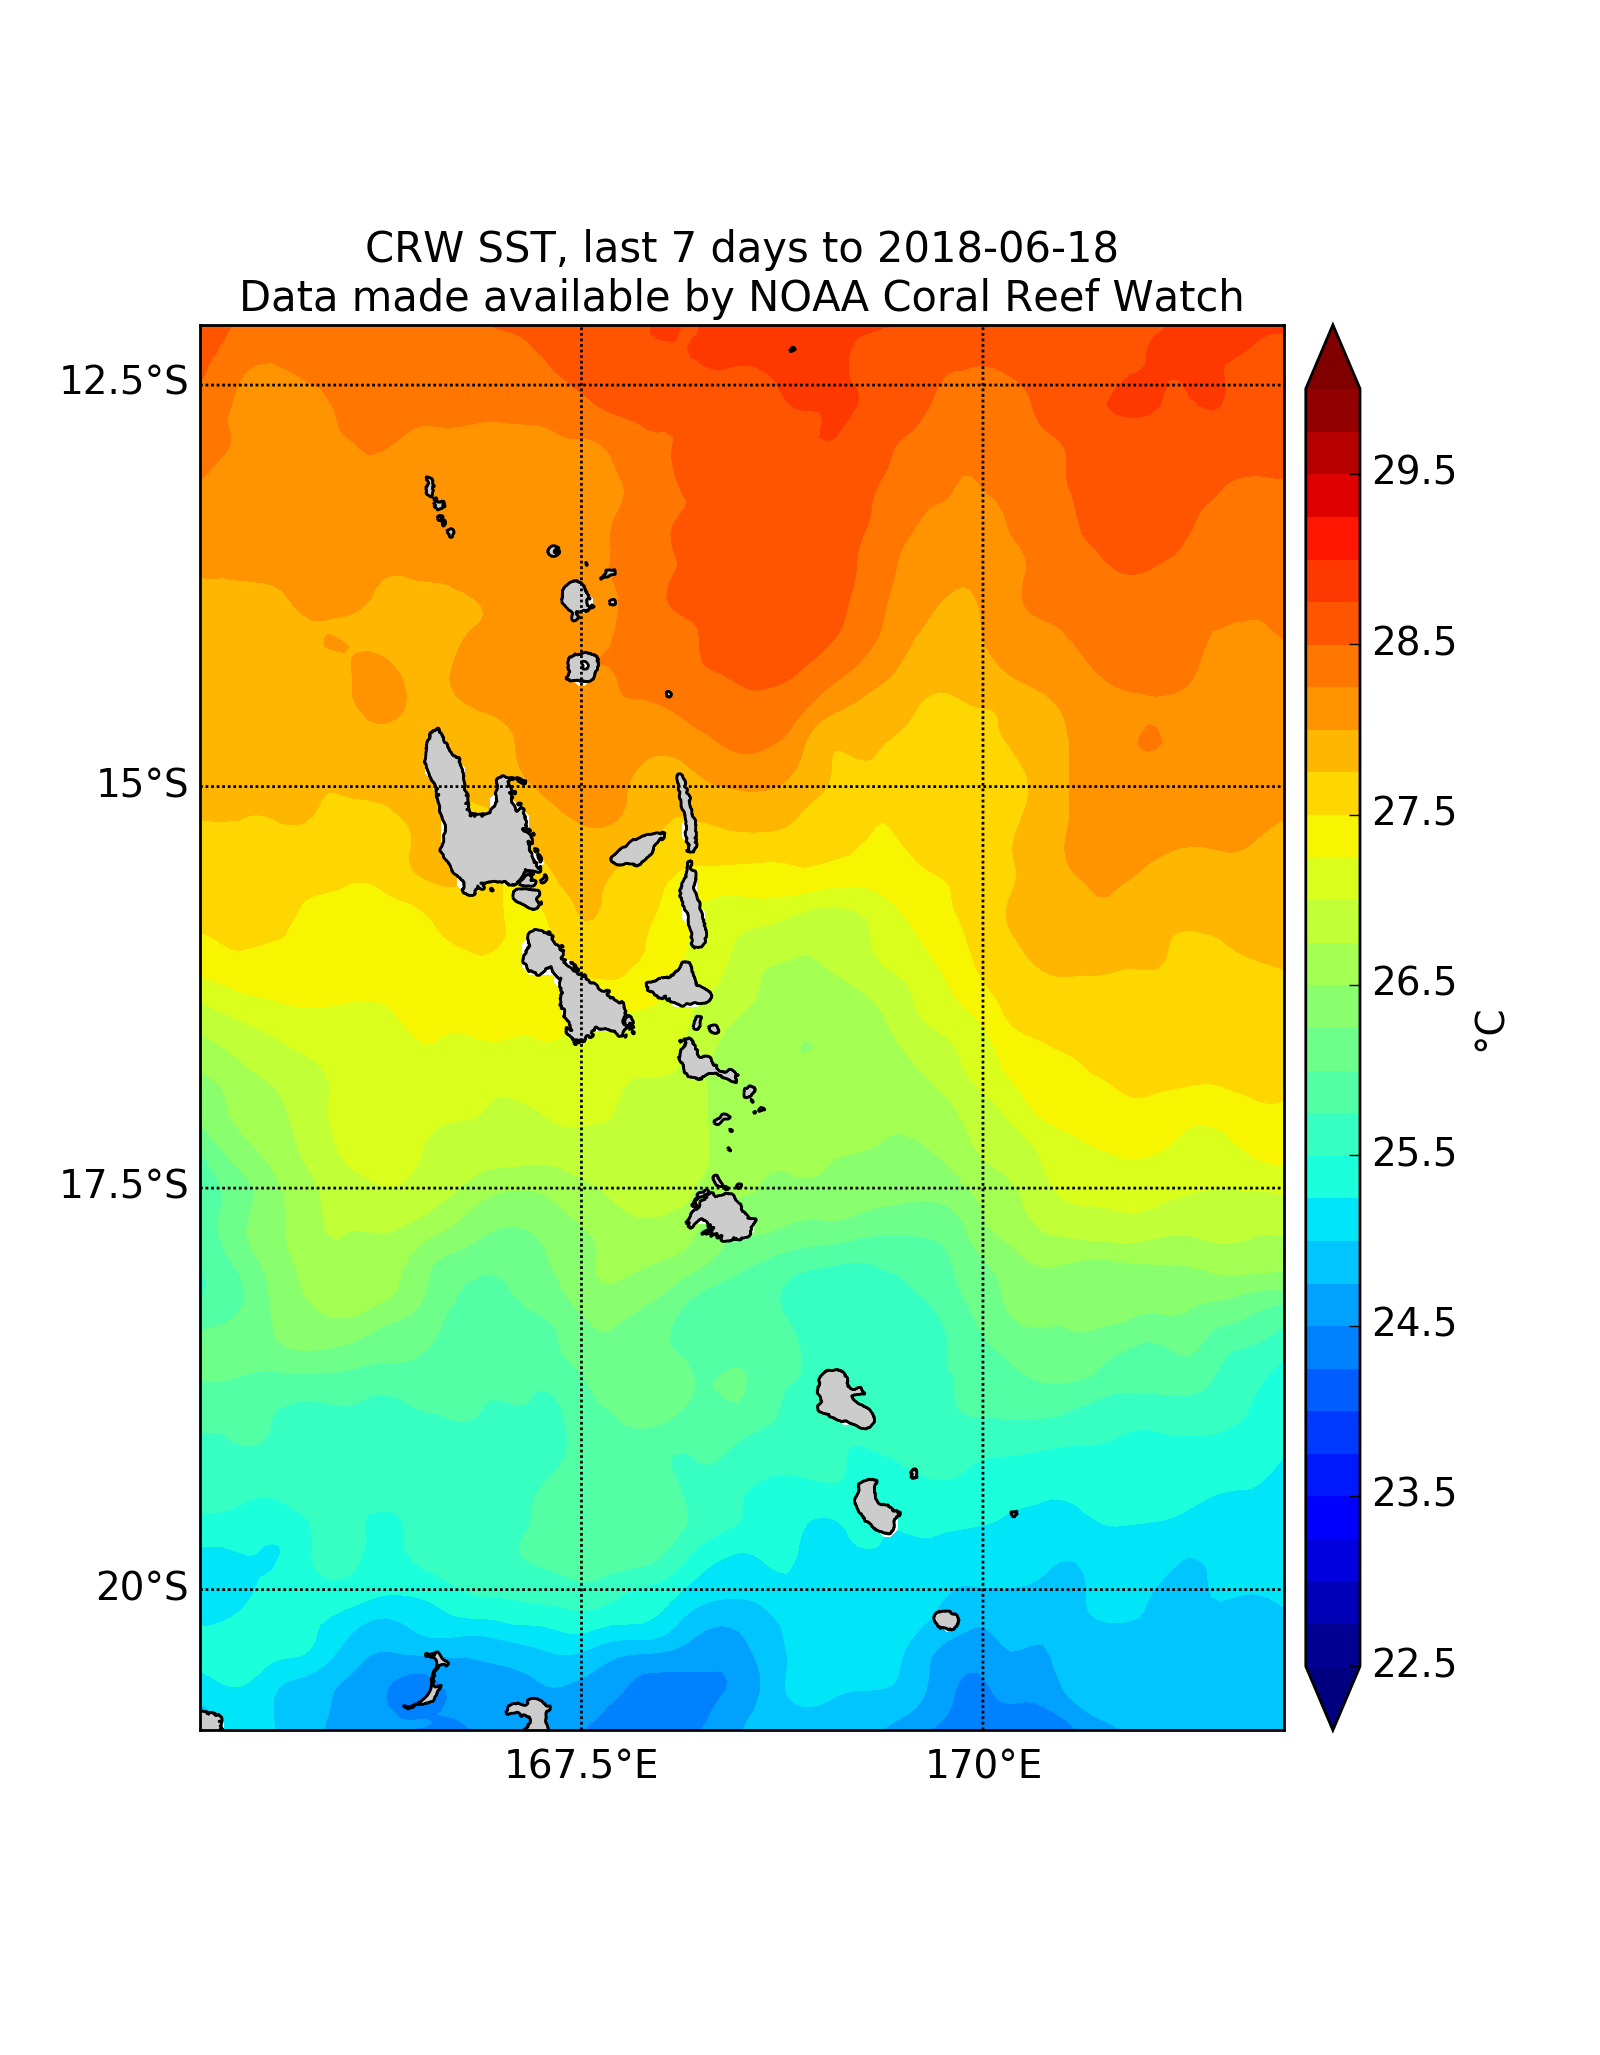 CRW SST, last 7 days to 2018-06-18
Data made available by NOAA Coral Reef Watch
12.5°S
15°S
17.5°S
20°S
167.5°E
170°E
29.5
28.5
27.5
26.5
25.5
24.5
23.5
22.5
°C